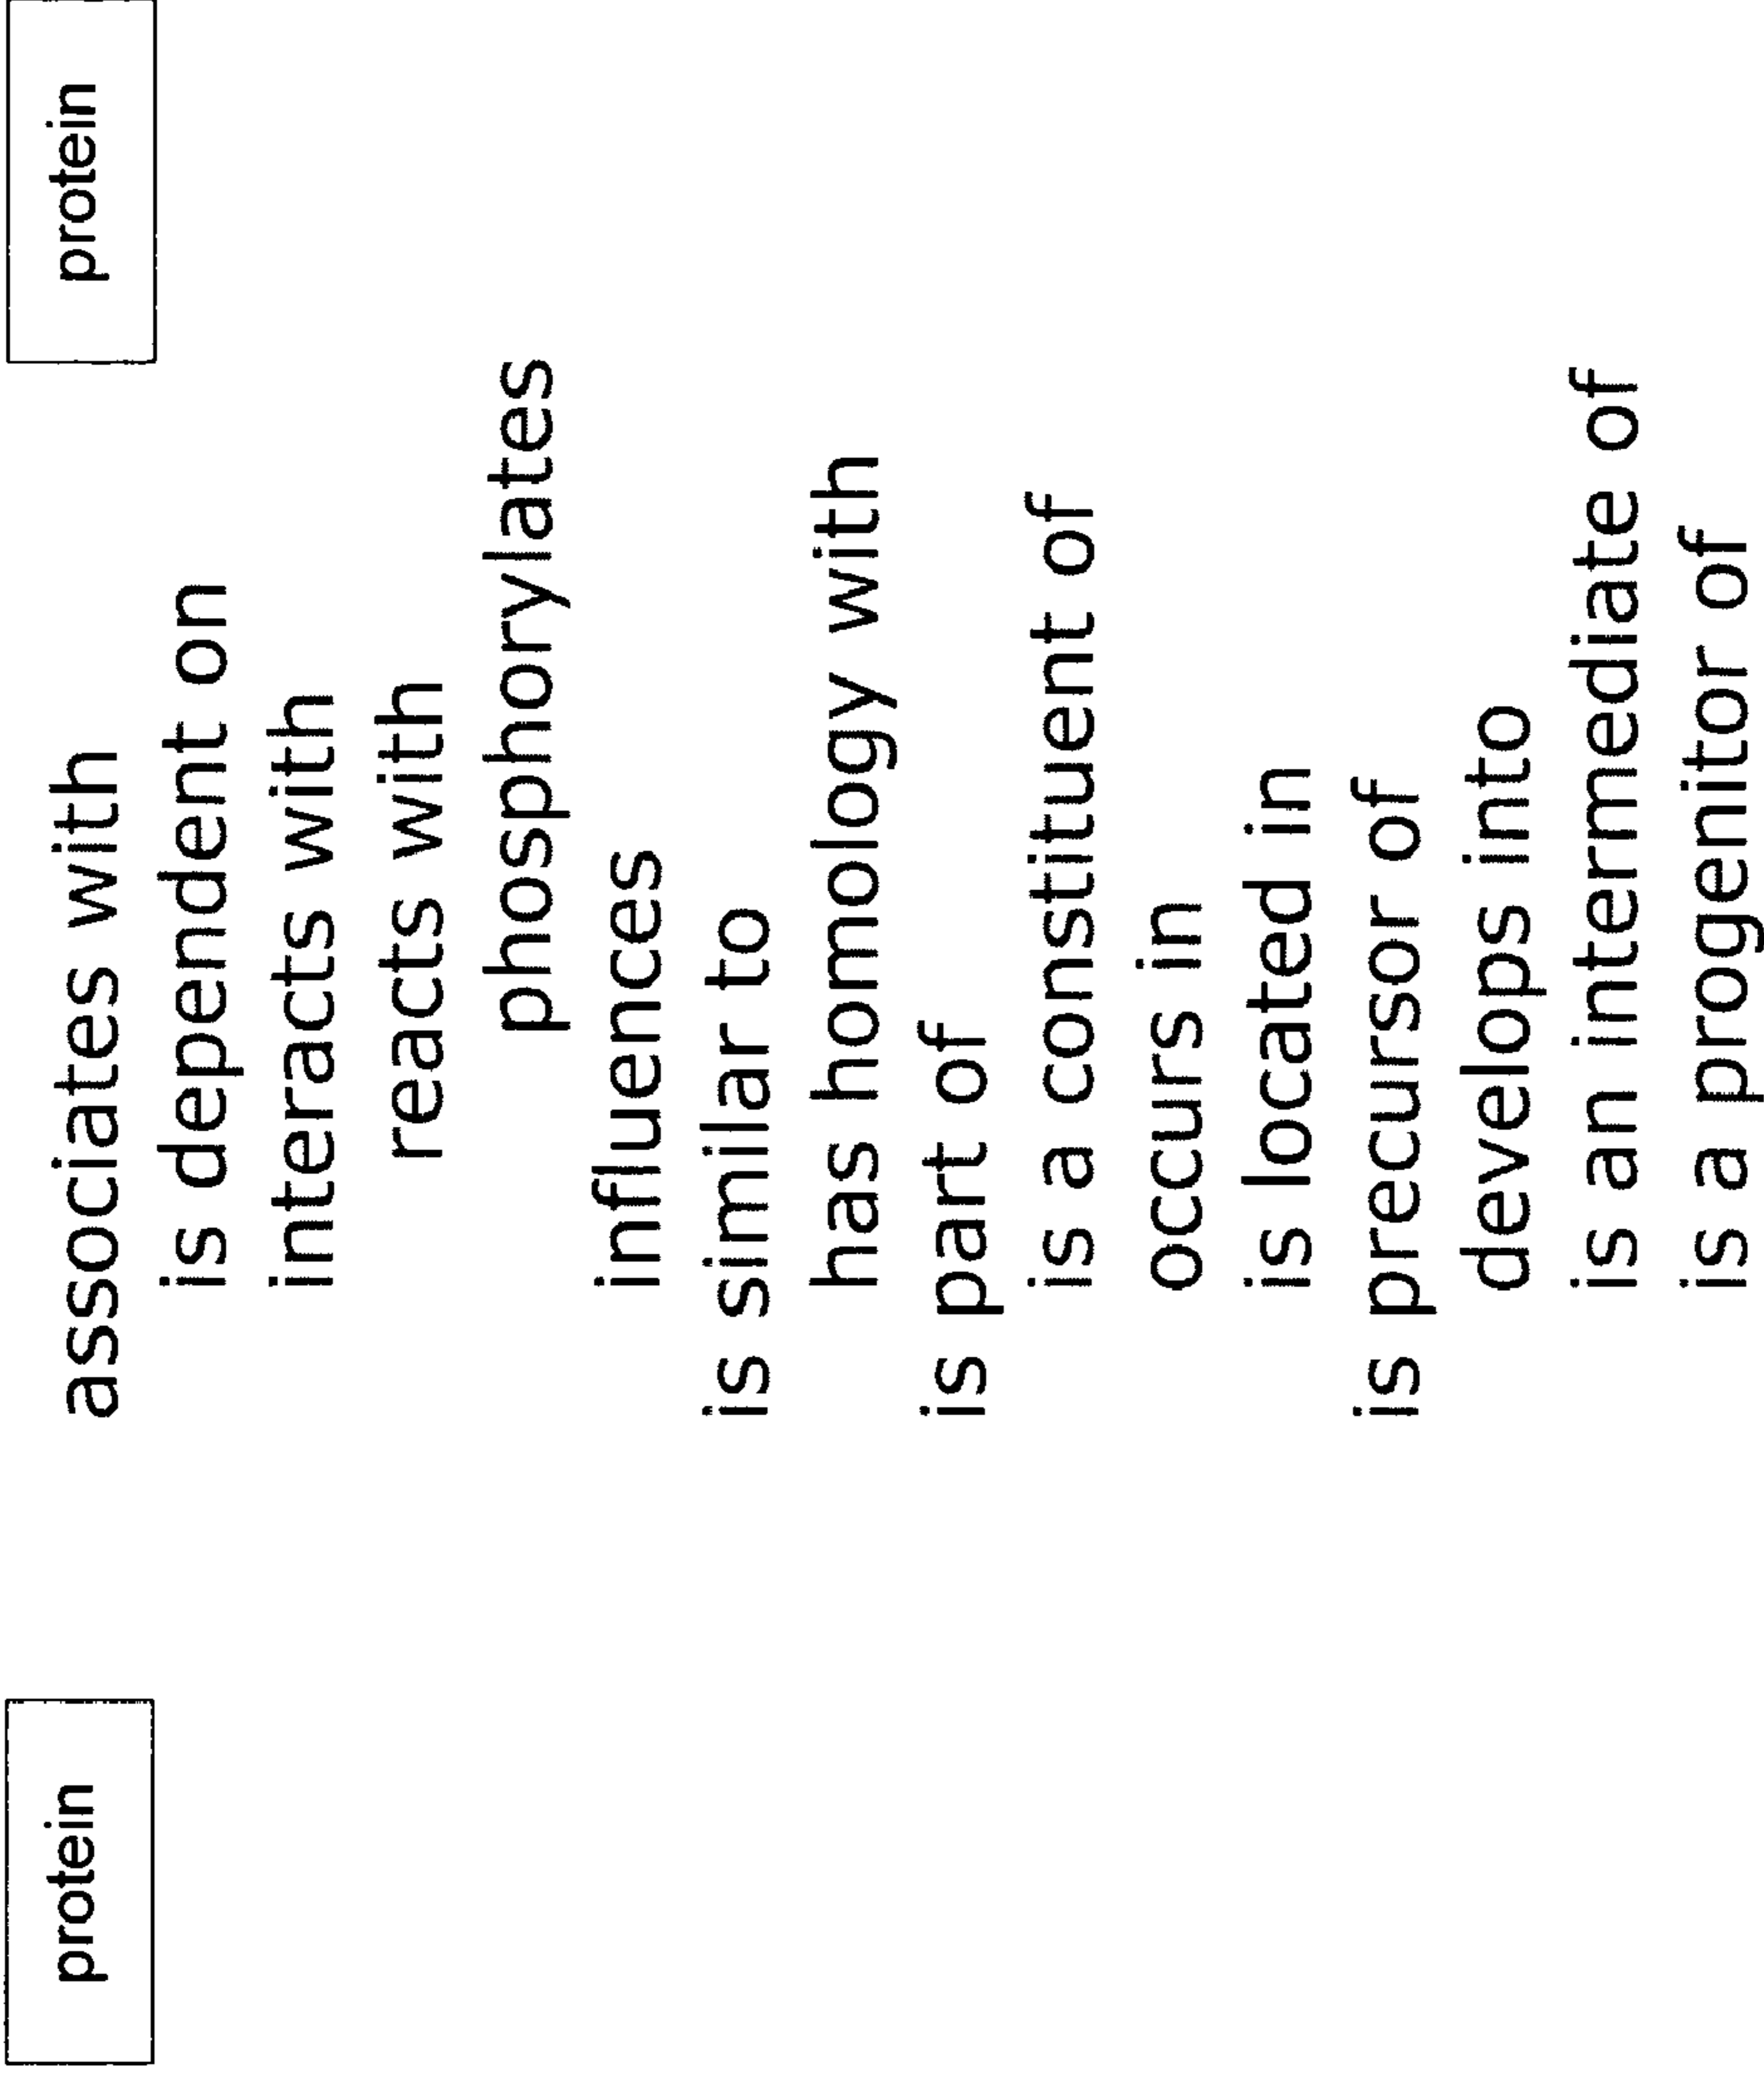 protein associates with protein
is dependent on
interacts with
reacts with
phosphorylates
influences
is similar to
has homology with
is part of
is a constituent of
occurs in
is located in
is precursor of
develops into
is an intermediate of
is a progenitor of